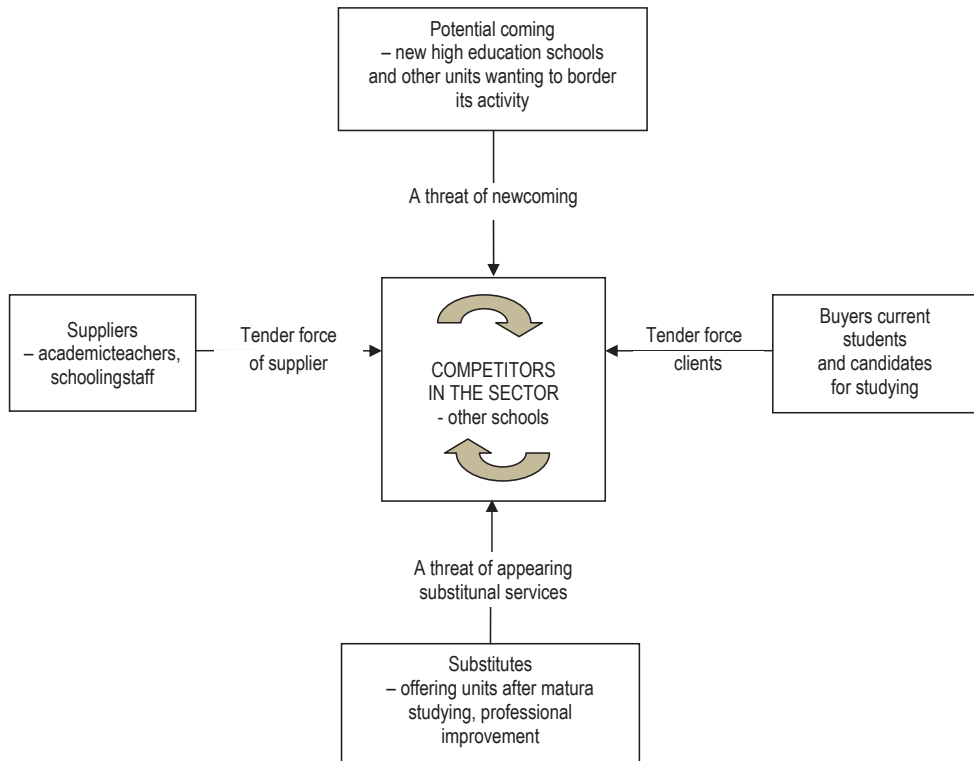 Potential coming
– new high education schools
and other units wanting to border
its activity
A threat of newcoming
Suppliers
– academicteachers,
schoolingstaff
Tender force
of supplier
COMPETITORS
IN THE SECTOR
- other schools
Tender force
clients
Buyers current
students
and candidates
for studying
A threat of appearing
substitunal services
Substitutes
– offering units after matura
studying, professional
improvement